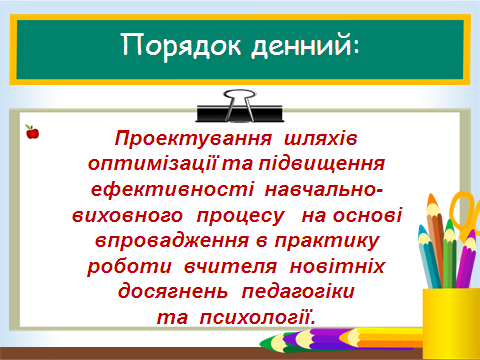 Порядок денний:
Проектування шляхів
оптимізації та підвищення
ефективності навчально-
виховного процесу на основі
впровадження в практику
роботи вчителя новітніх
досягнень педагогіки
та психології.